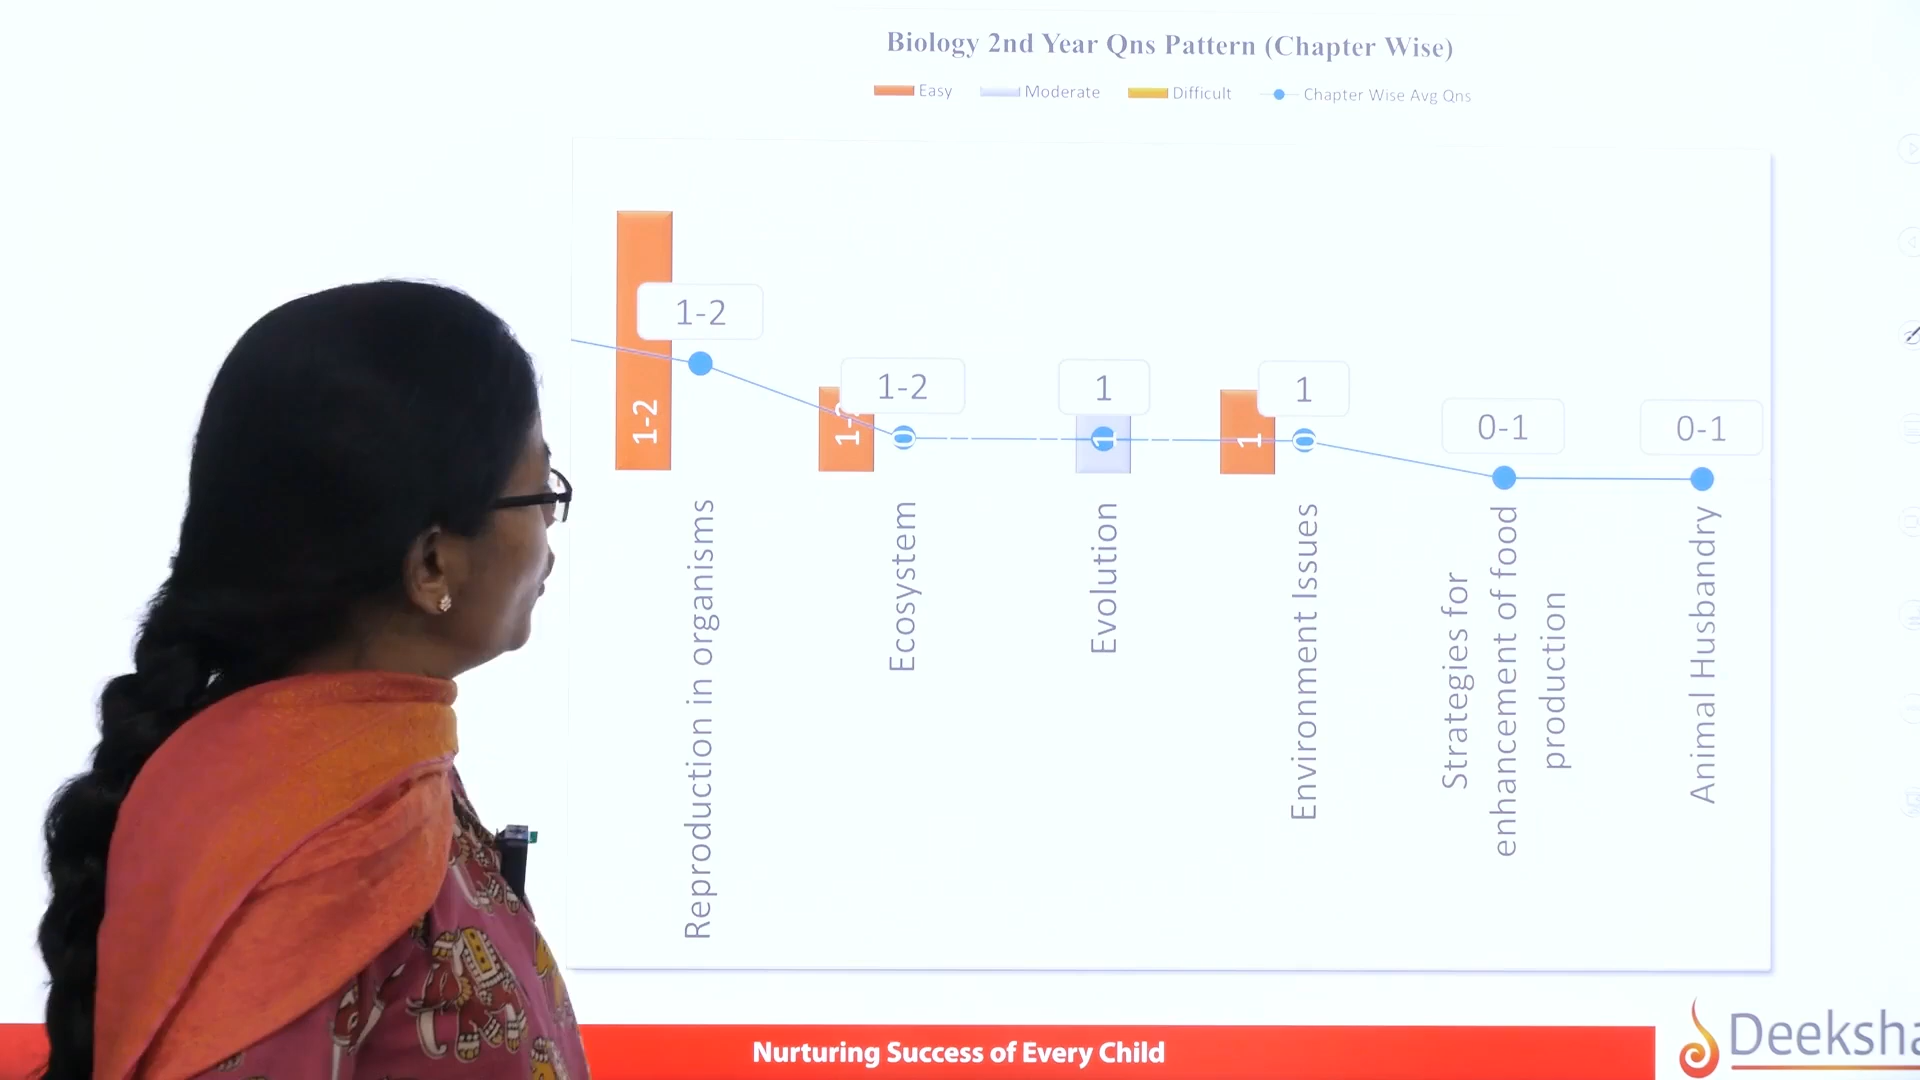 Biology 2nd Year Qns Pattern (Chapter Wise)
Easy Moderate Difficult Chapter Wise Avg Qns
1-2
1-2
1
1
0-1
0-1
1-2
0
1
1
0
Reproduction in organisms
Ecosystem
Evolution
Environment Issues
Strategies for
enhancement of food
production
Animal Husbandry
Nurturing Success of Every Child